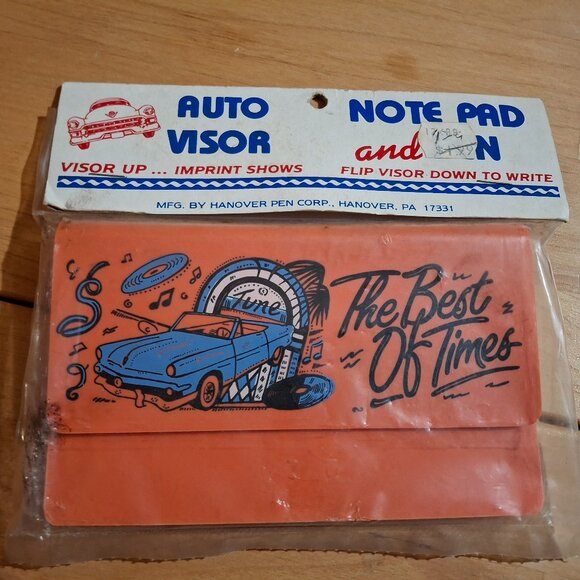 AUTO
VISOR
NOTE PAD
and N
VISOR UP ... IMPRINT SHOWS
FLIP VISOR DOWN TO WRITE
MFG. BY HANOVER PEN CORP., HANOVER, PA 17331
Time
The Best
Of Times